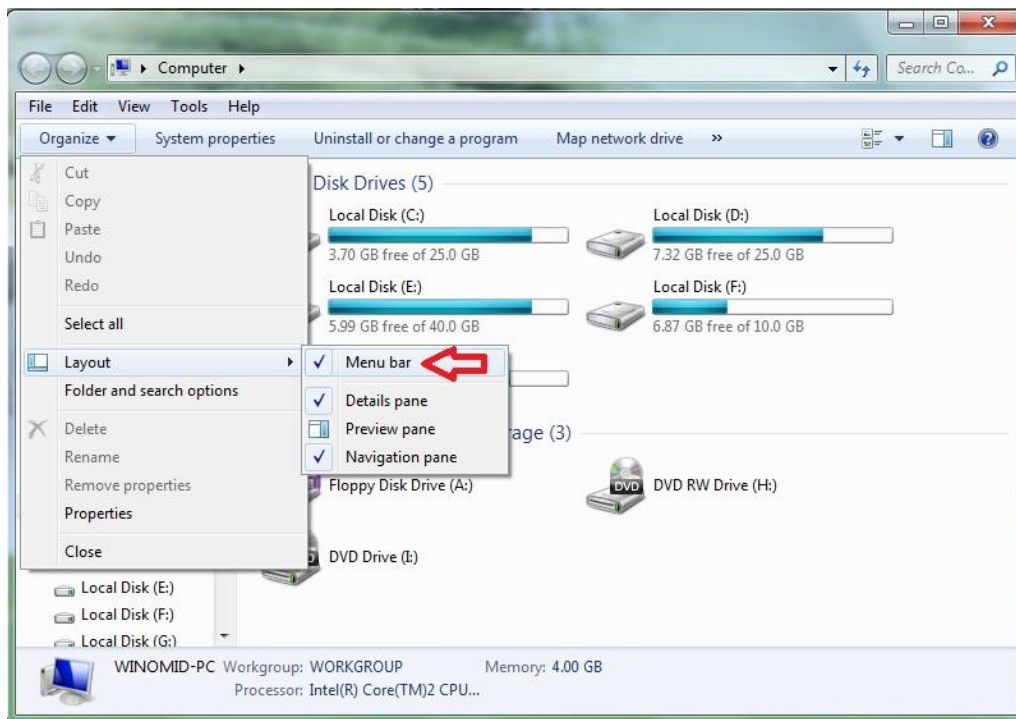 Computer
Search Co...
File Edit View Tools Help
Organize System properties Uninstall or change a program Map network drive »
Cut
Copy
Paste
Undo
Redo
Select all
Layout
Folder and search options
Delete
Rename
Remove properties
Properties
Close
Menu bar
Details pane
Preview pane
Navigation pane
Disk Drives (5)
Local Disk (C:)
3.70 GB free of 25.0 GB
Local Disk (D:)
7.32 GB free of 25.0 GB
Local Disk (E:)
5.99 GB free of 40.0 GB
Local Disk (F:)
6.87 GB free of 10.0 GB
(3)
Floppy Disk Drive (A:)
DVD
DVD RW Drive (H:)
DVD Drive (I:)
Local Disk (E:)
Local Disk (F:)
Local Disk (G:)
WINOMID-PC Workgroup: WORKGROUP Memory: 4.00 GB
Processor: Intel(R) Core(TM)2 CPU...